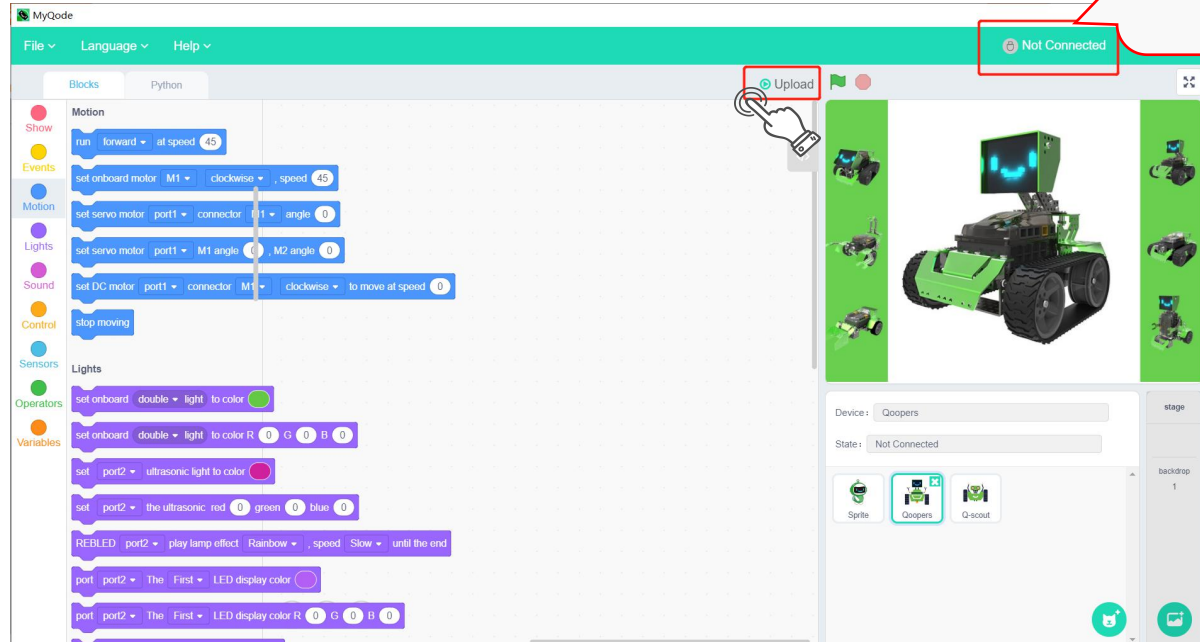 MyQode
File Language Help Not Connected
Blocks Python Upload
Show
Events
Motion
Lights
Sound
Control
Sensors
Operators
Variables
Motion
run forward at speed 45
set onboard motor M1 clockwise , speed 45
set servo motor port1 connector M1 angle 0
set servo motor port1 M1 angle 0 , M2 angle 0
set DC motor port1 connector M1 clockwise to move at speed 0
stop moving
Lights
set onboard double light to color
set onboard double light to color R 0 G 0 B 0
set port2 ultrasonic light to color
set port2 the ultrasonic red 0 green 0 blue 0
REBLED port2 play lamp effect Rainbow , speed Slow until the end
port port2 The First LED display color
port port2 The First LED display color R 0 G 0 B 0
Device: Qoopers
State: Not Connected
Sprite Qoopers Q-scout
stage
backdrop
1